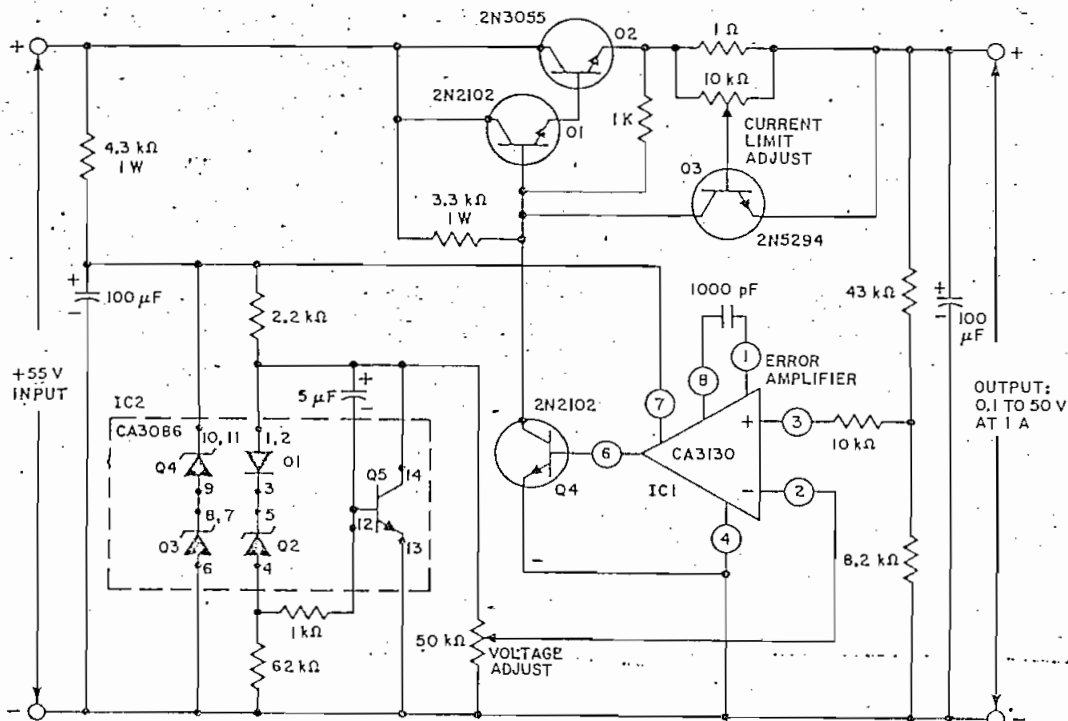 2N3055
Q2
1 Ω
10 kΩ
CURRENT
LIMIT
ADJUST
2N2102
Q1
1 K
4.3 kΩ
1 W
3.3 kΩ
1 W
Q3
2N5294
+
100 µF
-
2.2 kΩ
1000 pF
43 kΩ
+
-
100
µF
+
+55 V
INPUT
-
+
5 µF
-
8
1
ERROR
AMPLIFIER
7
OUTPUT:
0.1 TO 50 V
AT 1 A
+
-
IC2
CA3086
10, 11
1, 2
Q4
Q1
9
3
8, 7
5
Q3
Q2
6
4
Q5
14
12
13
2N2102
Q4
6
CA3130
IC1
+
3
10 kΩ
-
2
4
-
8.2 kΩ
1 kΩ
62 kΩ
50 kΩ
VOLTAGE
ADJUST